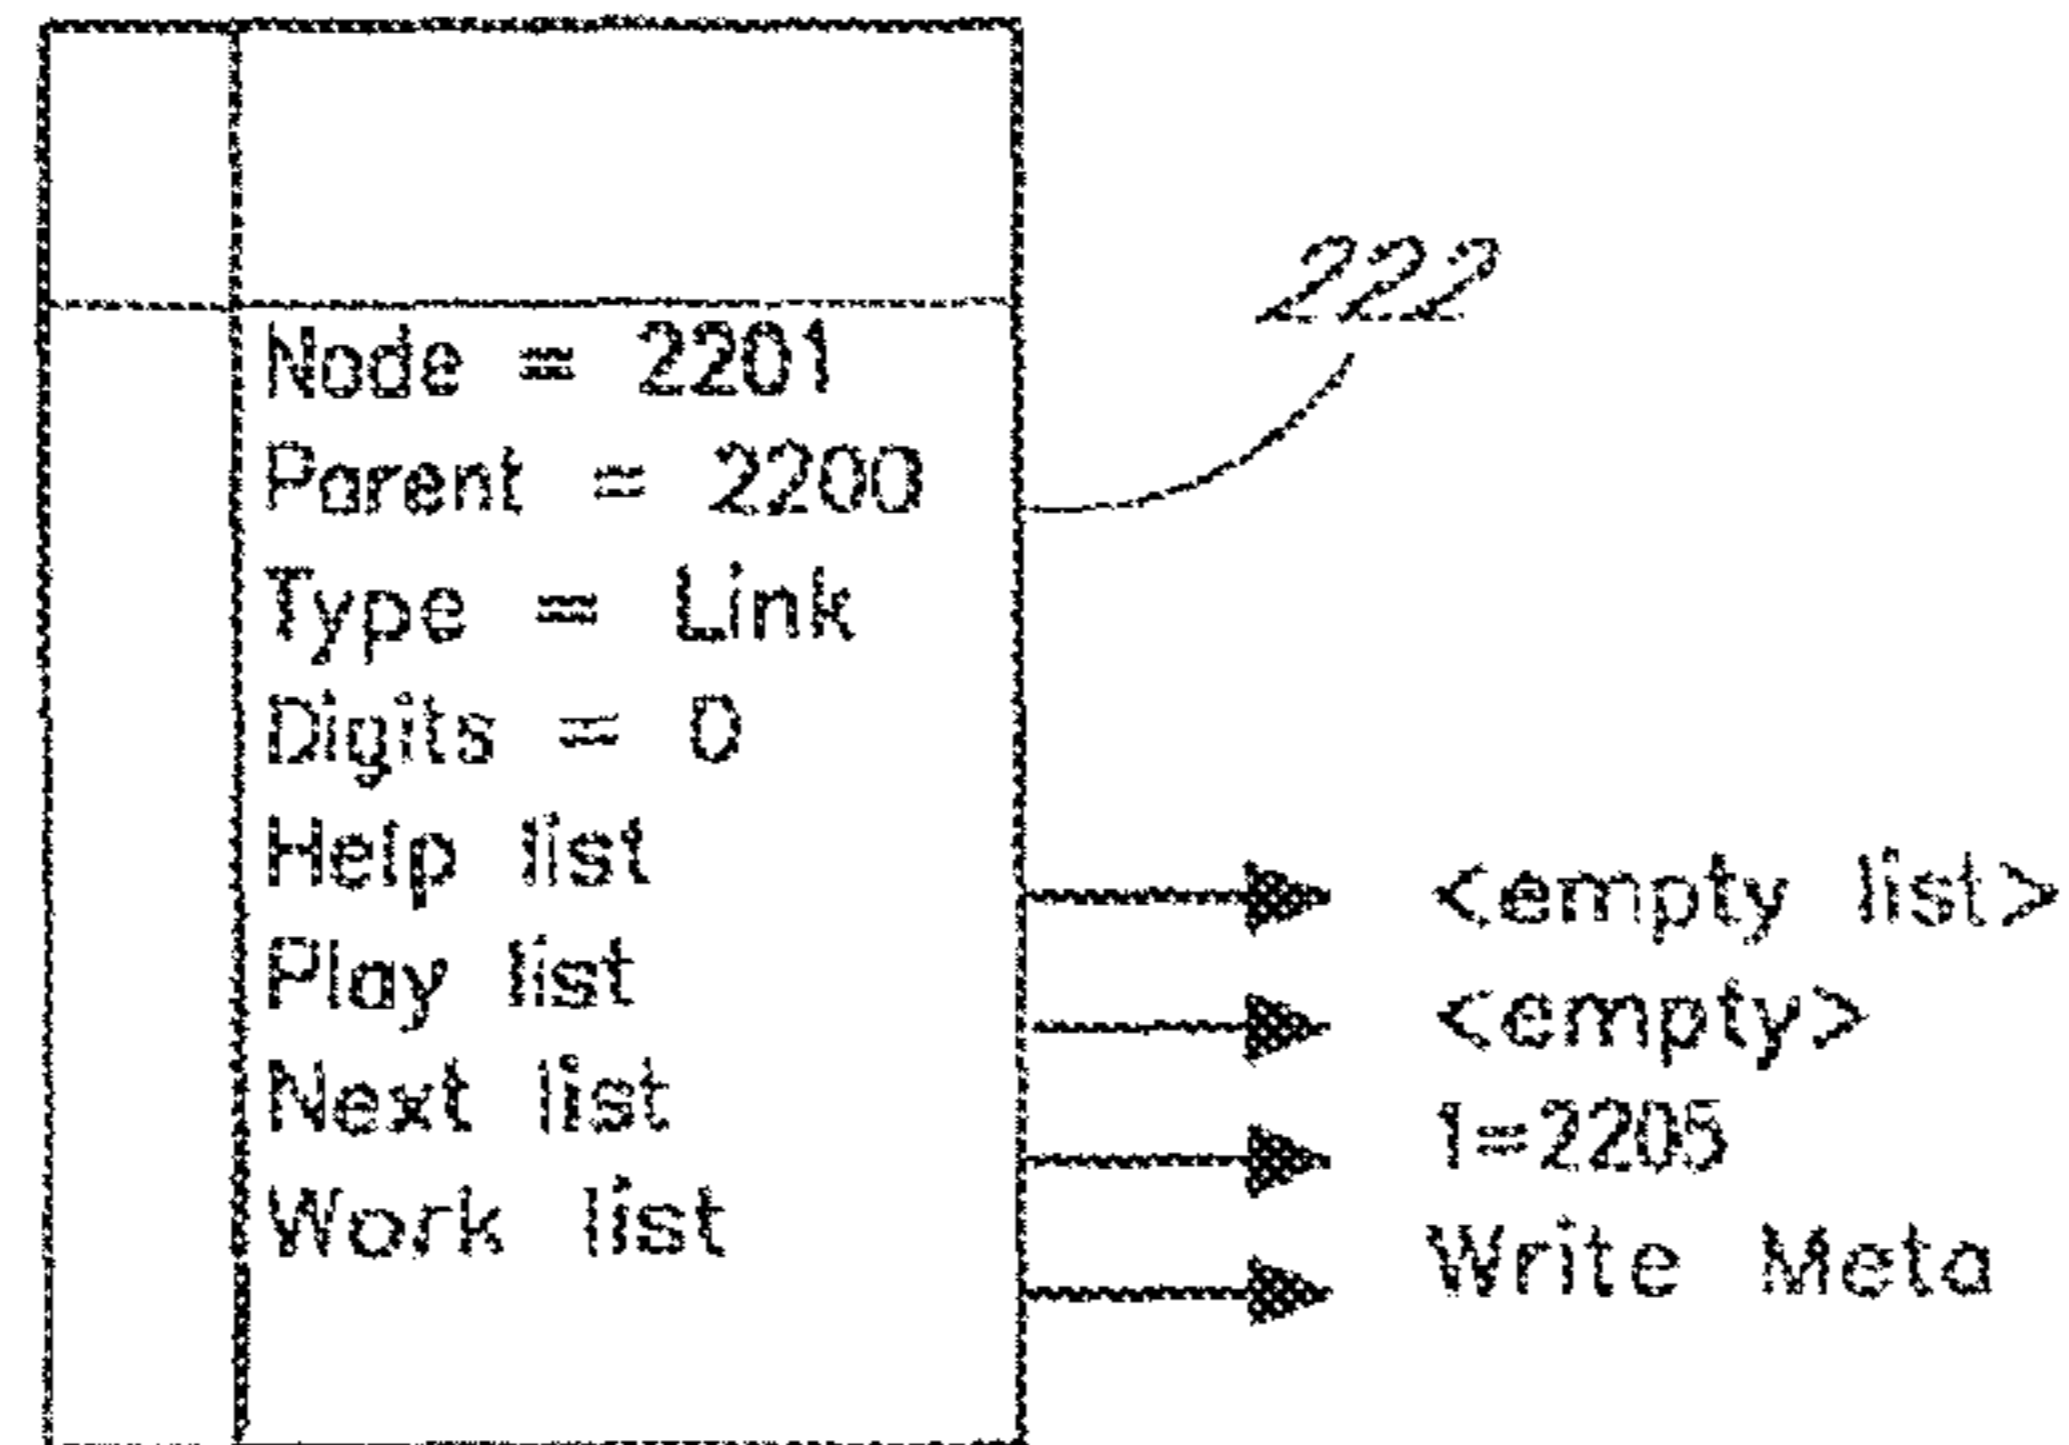 222
Node = 2201
Parent = 2200
Type = Link
Digits = 0
Help list
Play list
Next list
Work list
<empty list>
<empty>
1=2205
Write Meta